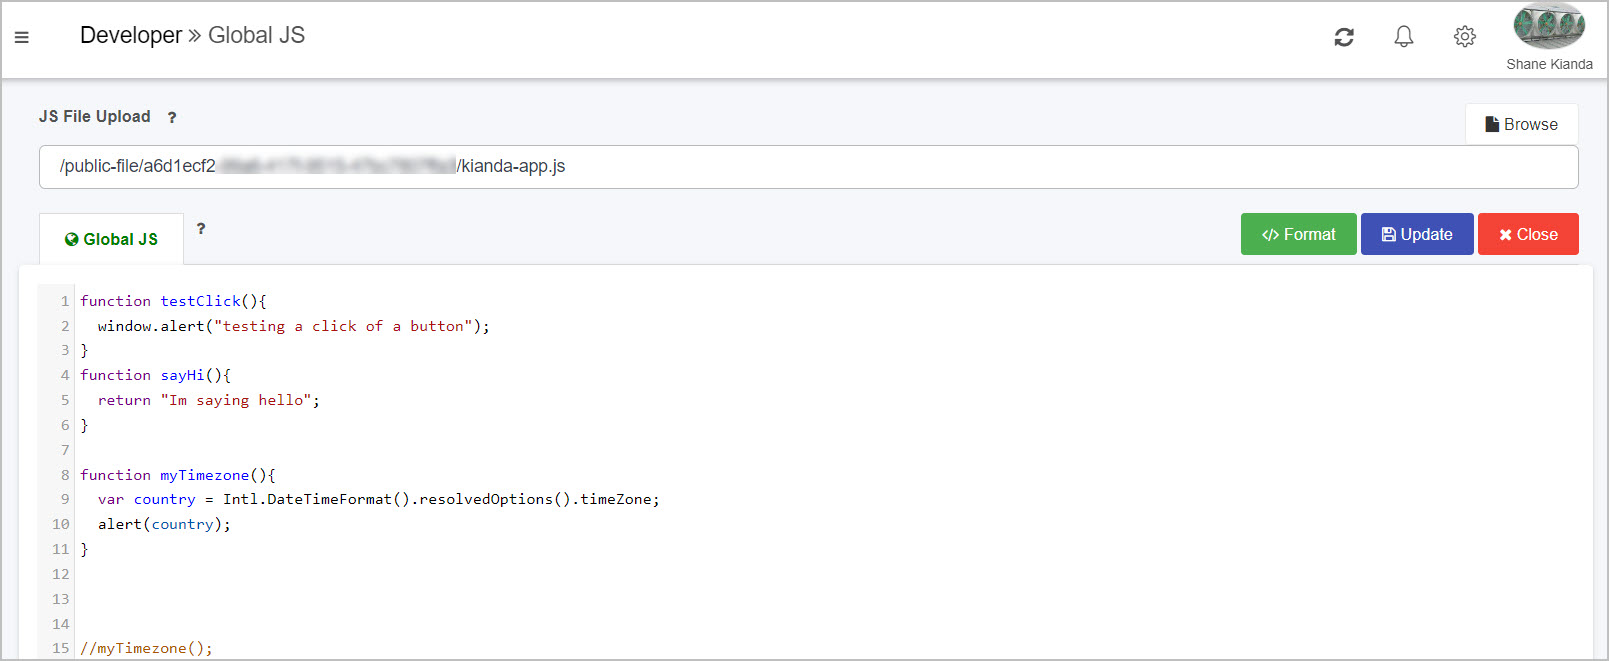 Developer » Global JS
Shane Kianda
JS File Upload ?
Browse
/public-file/a6d1ecf2 /kianda-app.js
Global JS ?
</> Format
Update
Close
1 function testClick(){
2 window.alert("testing a click of a button");
3 }
4 function sayHi(){
5 return "Im saying hello";
6 }
7
8 function myTimezone(){
9 var country = Intl.DateTimeFormat().resolvedOptions().timeZone;
10 alert(country);
11 }
12
13
14
15 //myTimezone();